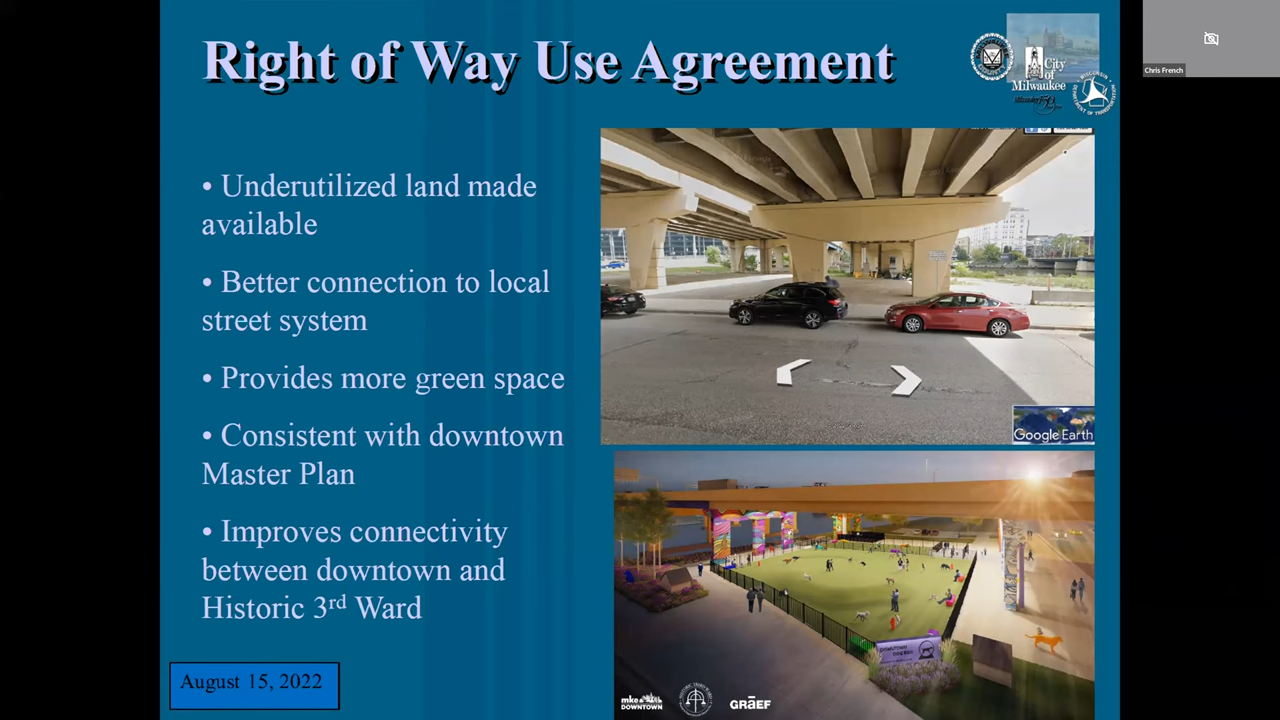 Right of Way Use Agreement
City
of
Milwaukee
Chris French
• Underutilized land made
available
• Better connection to local
street system
• Provides more green space
• Consistent with downtown
Master Plan
• Improves connectivity
between downtown and
Historic 3rd Ward
August 15, 2022
Google Earth
mke
DOWNTOWN
GRAEF